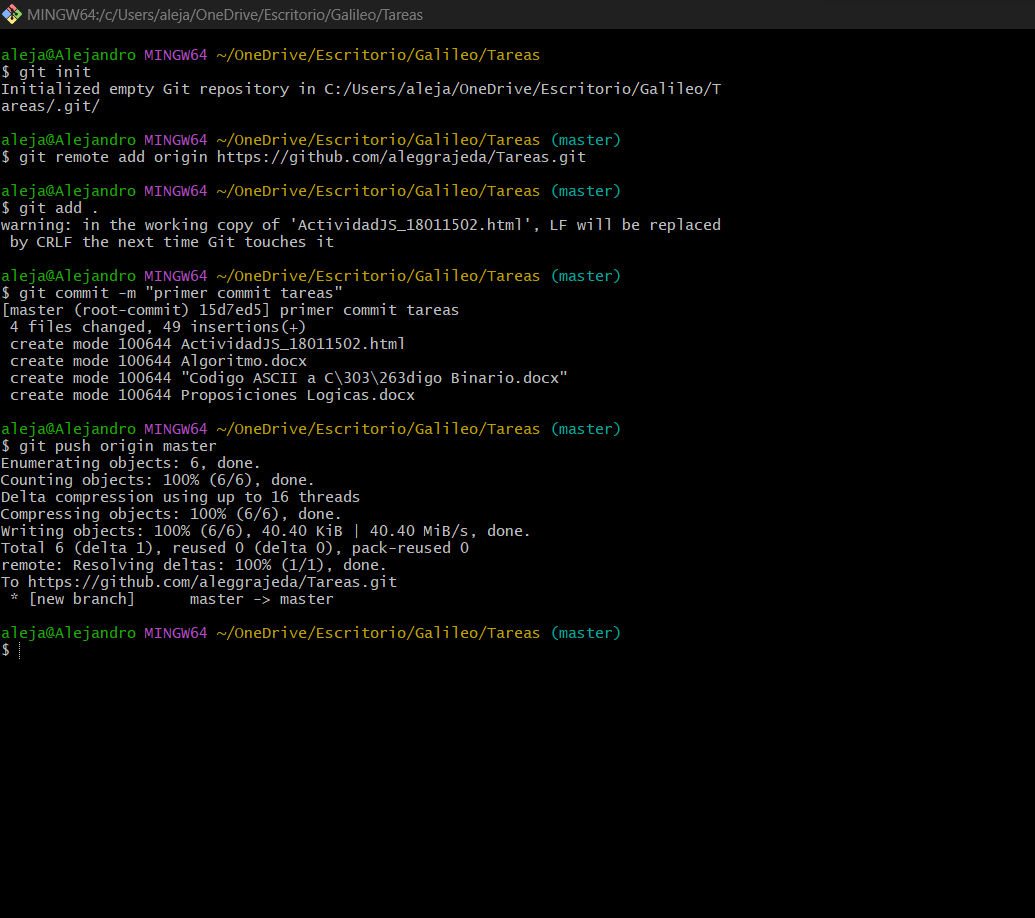 MINGW64:/c/Users/aleja/OneDrive/Escritorio/Galileo/Tareas
aleja@Alejandro MINGW64 ~/OneDrive/Escritorio/Galileo/Tareas
$ git init
Initialized empty Git repository in C:/Users/aleja/OneDrive/Escritorio/Galileo/T
areas/.git/
aleja@Alejandro MINGW64 ~/OneDrive/Escritorio/Galileo/Tareas (master)
$ git remote add origin https://github.com/aleggrajeda/Tareas.git
aleja@Alejandro MINGW64 ~/OneDrive/Escritorio/Galileo/Tareas (master)
$ git add .
warning: in the working copy of 'ActividadJS_18011502.html', LF will be replaced
 by CRLF the next time Git touches it
aleja@Alejandro MINGW64 ~/OneDrive/Escritorio/Galileo/Tareas (master)
$ git commit -m "primer commit tareas"
[master (root-commit) 15d7ed5] primer commit tareas
 4 files changed, 49 insertions(+)
 create mode 100644 ActividadJS_18011502.html
 create mode 100644 Algoritmo.docx
 create mode 100644 "Codigo ASCII a C\303\263digo Binario.docx"
 create mode 100644 Proposiciones Logicas.docx
aleja@Alejandro MINGW64 ~/OneDrive/Escritorio/Galileo/Tareas (master)
$ git push origin master
Enumerating objects: 6, done.
Counting objects: 100% (6/6), done.
Delta compression using up to 16 threads
Compressing objects: 100% (6/6), done.
Writing objects: 100% (6/6), 40.40 KiB | 40.40 MiB/s, done.
Total 6 (delta 1), reused 0 (delta 0), pack-reused 0
remote: Resolving deltas: 100% (1/1), done.
To https://github.com/aleggrajeda/Tareas.git
 * [new branch]      master -> master
aleja@Alejandro MINGW64 ~/OneDrive/Escritorio/Galileo/Tareas (master)
$